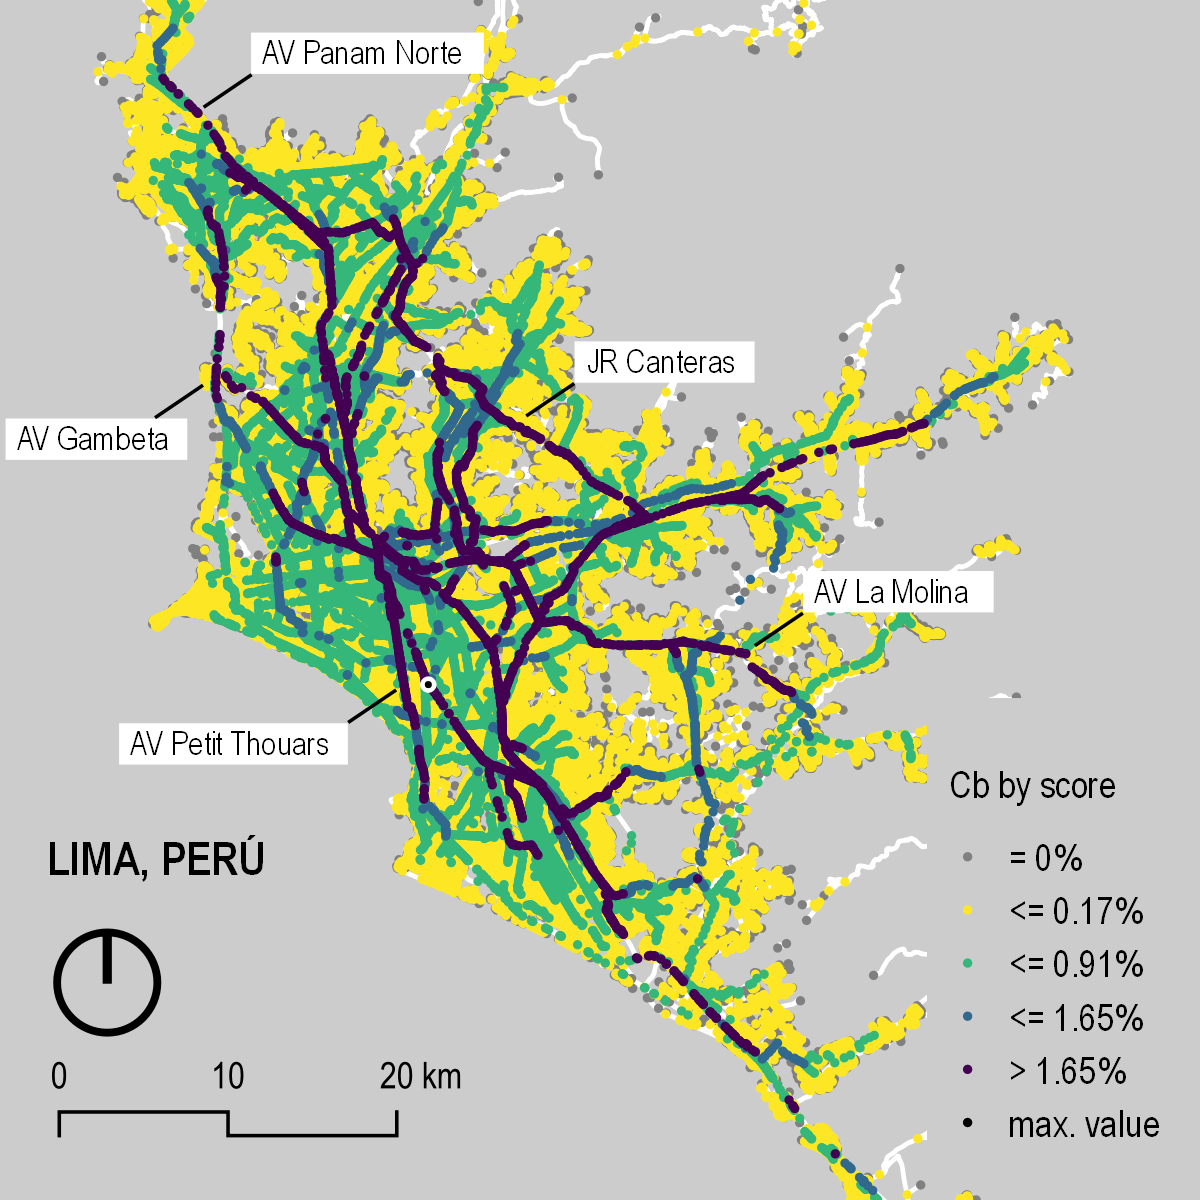 AV Panam Norte
JR Canteras
AV Gambeta
AV La Molina
AV Petit Thouars
LIMA, PERÚ
0 10 20 km
Cb by score
= 0%
<= 0.17%
<= 0.91%
<= 1.65%
> 1.65%
max. value